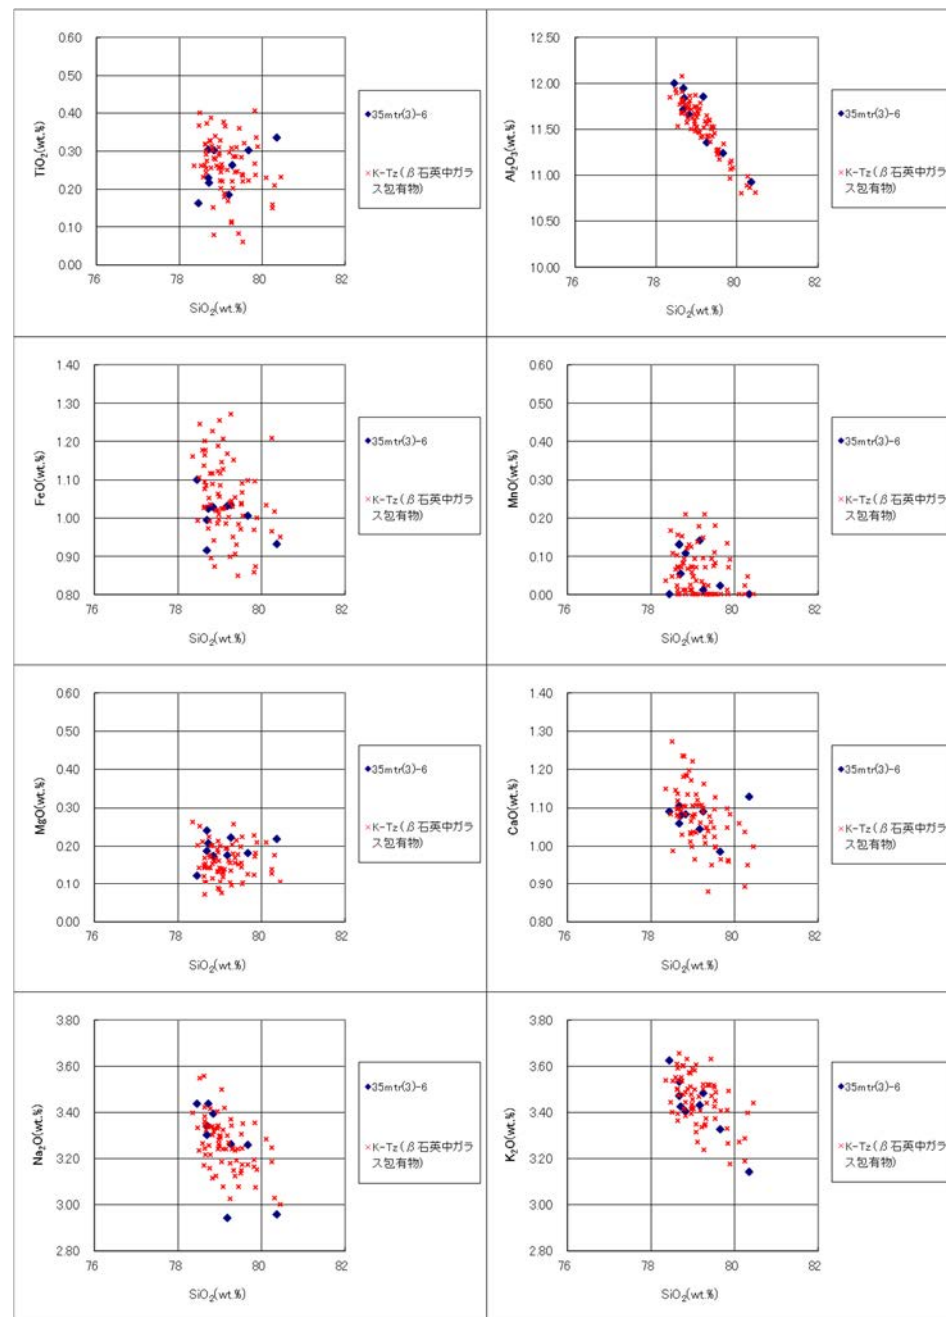 0.60
0.50
0.40
0.30
0.20
0.10
0.00
76
78
80
82
TiO₂(wt.%)
SiO₂(wt.%)
35mtr(3)-6
K-Tz(β石英中ガラ
ス包有物)
12.50
12.00
11.50
11.00
10.50
10.00
76
78
80
82
Al₂O₃(wt.%)
SiO₂(wt.%)
35mtr(3)-6
K-Tz(β石英中ガラ
ス包有物)
1.40
1.30
1.20
1.10
1.00
0.90
0.80
76
78
80
82
FeO(wt.%)
SiO₂(wt.%)
35mtr(3)-6
K-Tz(β石英中ガラ
ス包有物)
0.60
0.50
0.40
0.30
0.20
0.10
0.00
76
78
80
82
MnO(wt.%)
SiO₂(wt.%)
35mtr(3)-6
K-Tz(β石英中ガラ
ス包有物)
0.60
0.50
0.40
0.30
0.20
0.10
0.00
76
78
80
82
MgO(wt.%)
SiO₂(wt.%)
35mtr(3)-6
K-Tz(β石英中ガラ
ス包有物)
1.40
1.30
1.20
1.10
1.00
0.90
0.80
76
78
80
82
CaO(wt.%)
SiO₂(wt.%)
35mtr(3)-6
K-Tz(β石英中ガラ
ス包有物)
3.80
3.60
3.40
3.20
3.00
2.80
76
78
80
82
Na₂O(wt.%)
SiO₂(wt.%)
35mtr(3)-6
K-Tz(β石英中ガラ
ス包有物)
3.80
3.60
3.40
3.20
3.00
2.80
76
78
80
82
K₂O(wt.%)
SiO₂(wt.%)
35mtr(3)-6
K-Tz(β石英中ガラ
ス包有物)